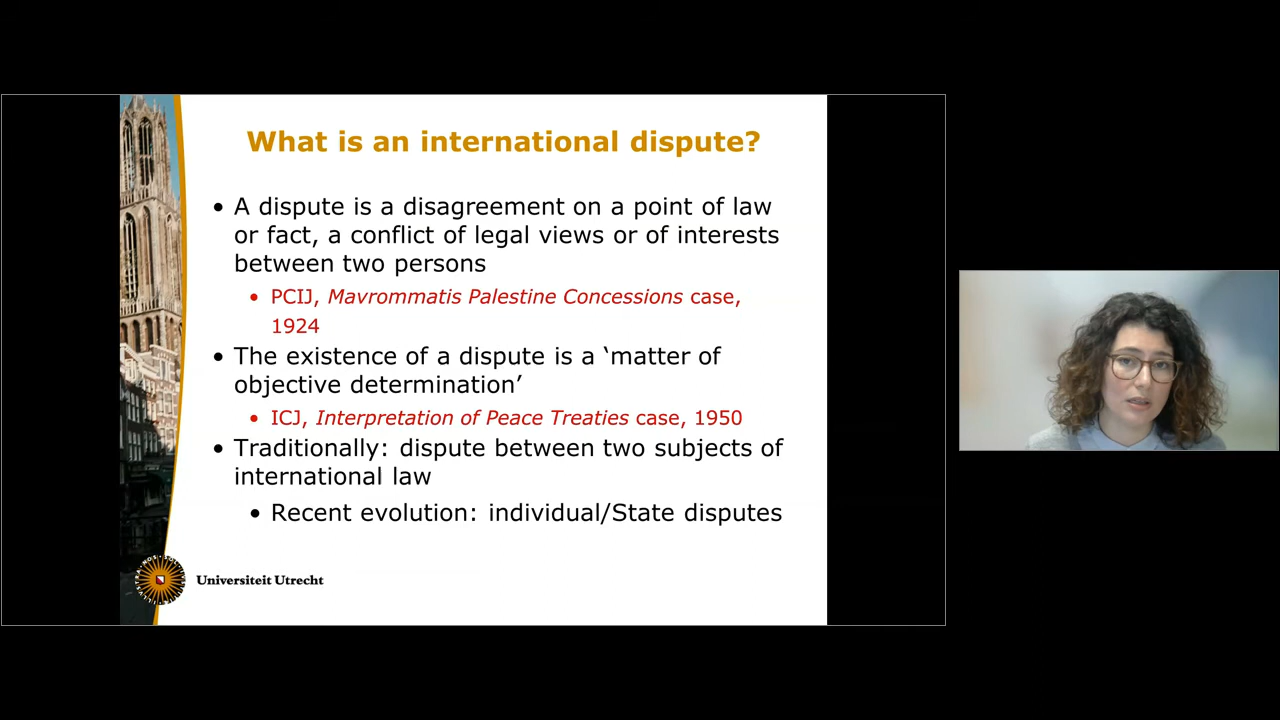 What is an international dispute?
• A dispute is a disagreement on a point of law
or fact, a conflict of legal views or of interests
between two persons
• PCIJ, Mavrommatis Palestine Concessions case,
1924
• The existence of a dispute is a ‘matter of
objective determination’
• ICJ, Interpretation of Peace Treaties case, 1950
• Traditionally: dispute between two subjects of
international law
• Recent evolution: individual/State disputes
Universiteit Utrecht